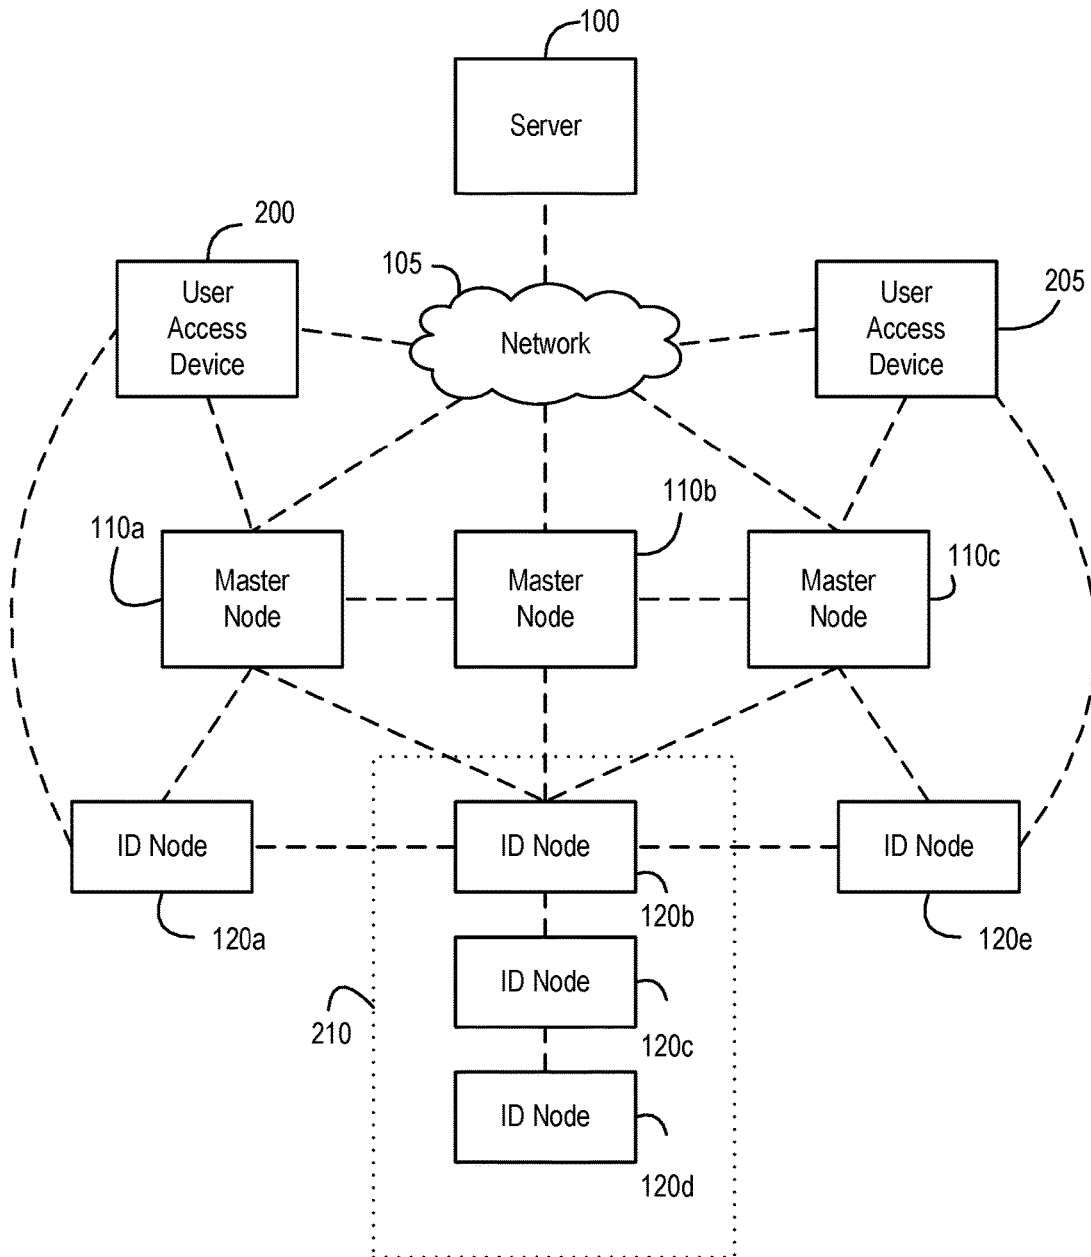 100
Server
200
User
Access
Device
105
Network
User
Access
Device
205
110a
Master
Node
110b
Master
Node
110c
Master
Node
ID Node
120a
ID Node
120b
ID Node
120e
210
ID Node
120c
ID Node
120d